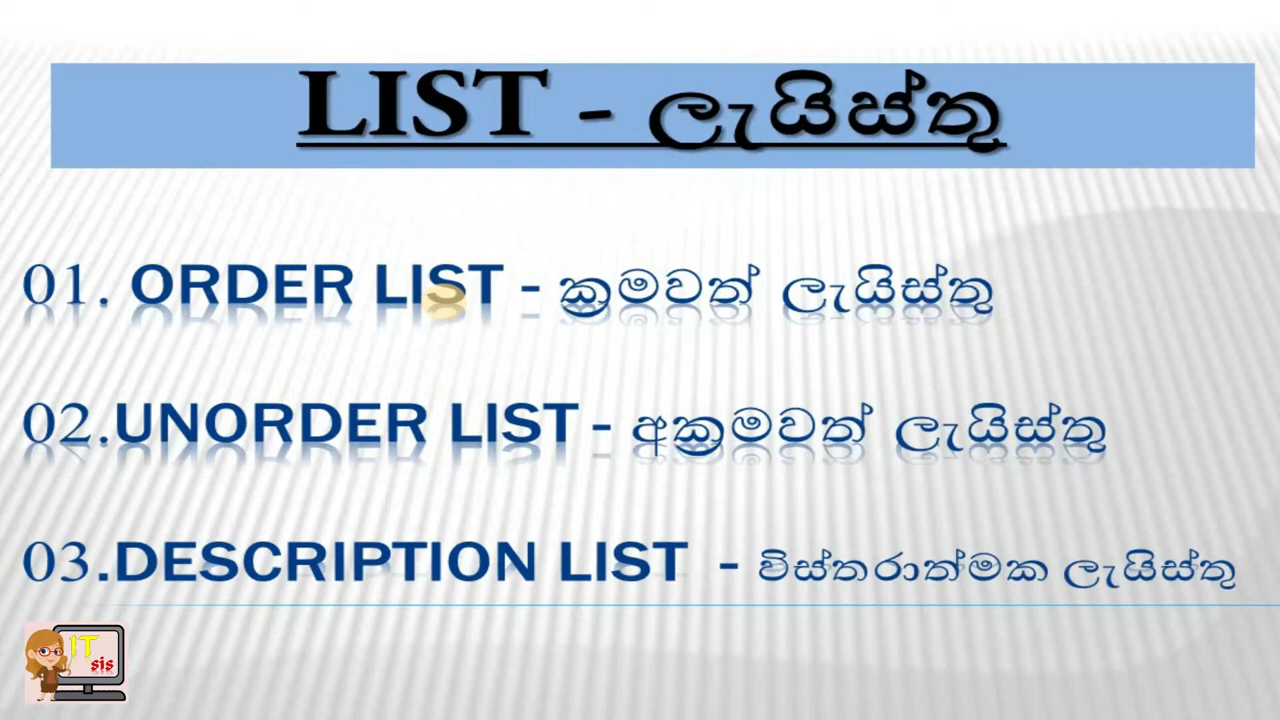 LIST - ලැයිස්තු
01. ORDER LIST - ක්‍රමවත් ලැයිස්තු
02.UNORDER LIST - අක්‍රමවත් ලැයිස්තු
03.DESCRIPTION LIST - විස්තරාත්මක ලැයිස්තු
IT
sis